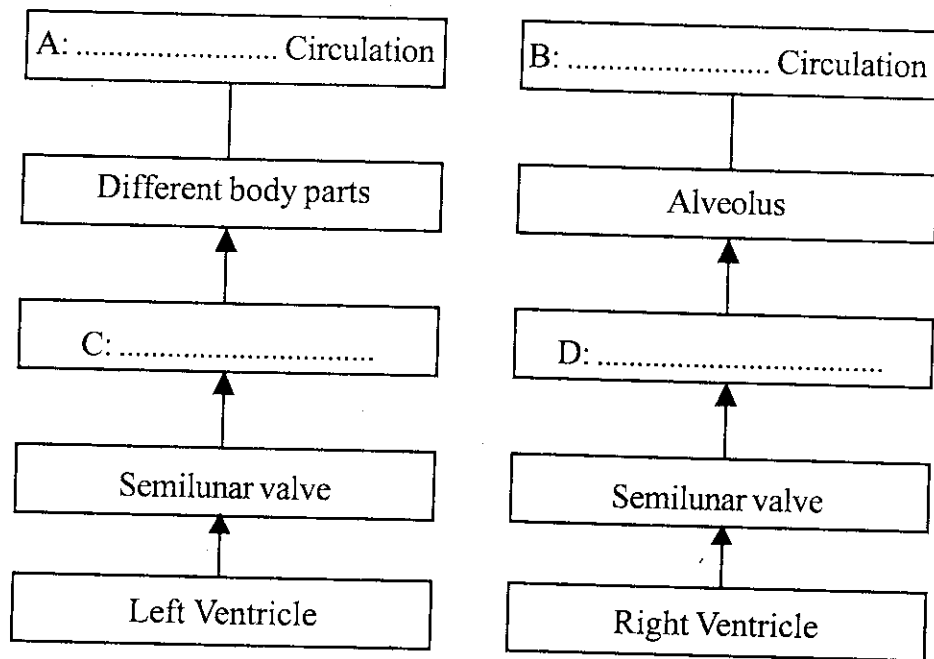 A: ........................ Circulation
Different body parts
C: ..............................
Semilunar valve
Left Ventricle
B: ........................ Circulation
Alveolus
D: ..................................
Semilunar valve
Right Ventricle